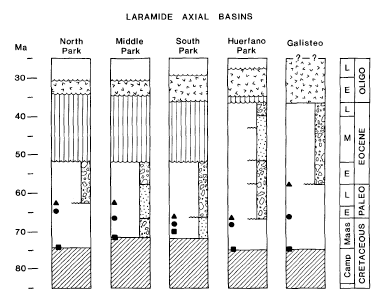 LARAMIDE AXIAL BASINS
Ma
North Park
Middle Park
South Park
Huerfano Park
Galisteo
? — ?
30
40
50
60
70
80
L
E
OLIGO
L
M
E
EOCENE
L
E
PALEO
Maas
Camp
CRETACEOUS